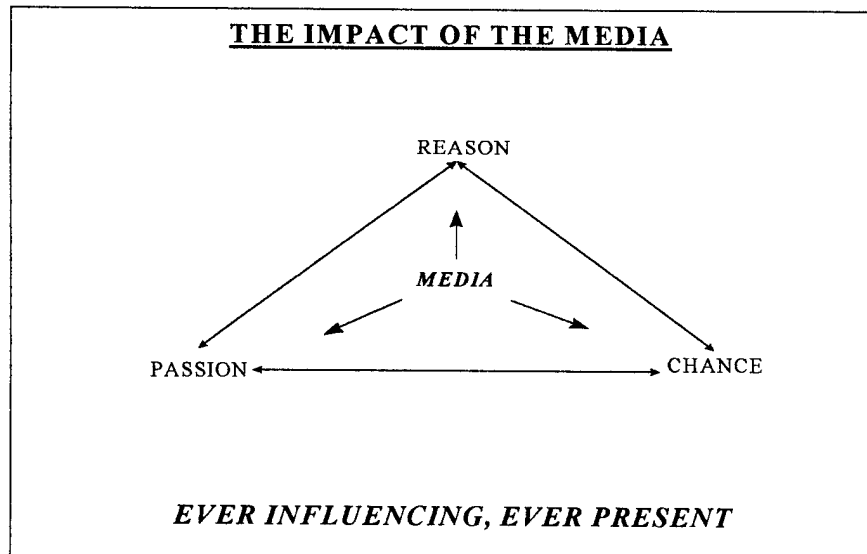 THE IMPACT OF THE MEDIA
REASON
MEDIA
PASSION
CHANCE
EVER INFLUENCING, EVER PRESENT